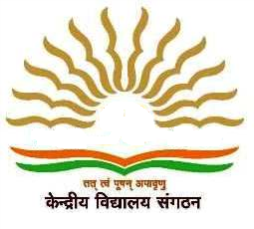 तत् त्वं पूषन् अपावृणु
केन्द्रीय विद्यालय संगठन